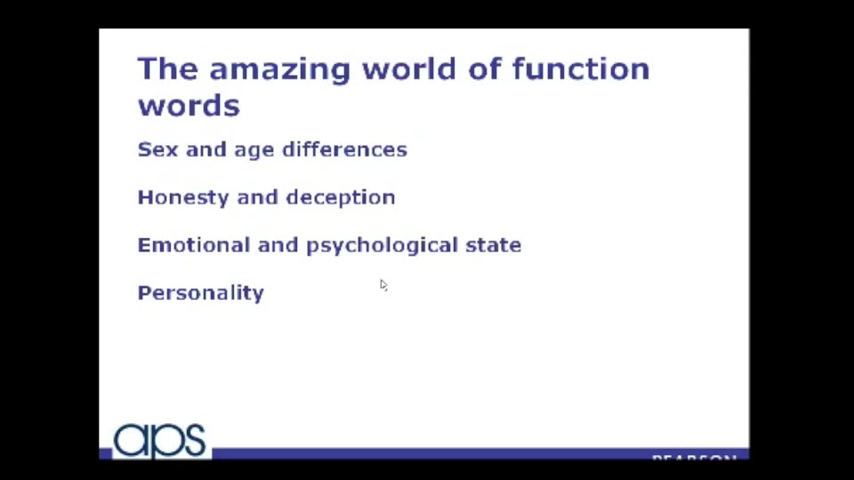 The amazing world of function
words
Sex and age differences
Honesty and deception
Emotional and psychological state
Personality
aps
PEARSON